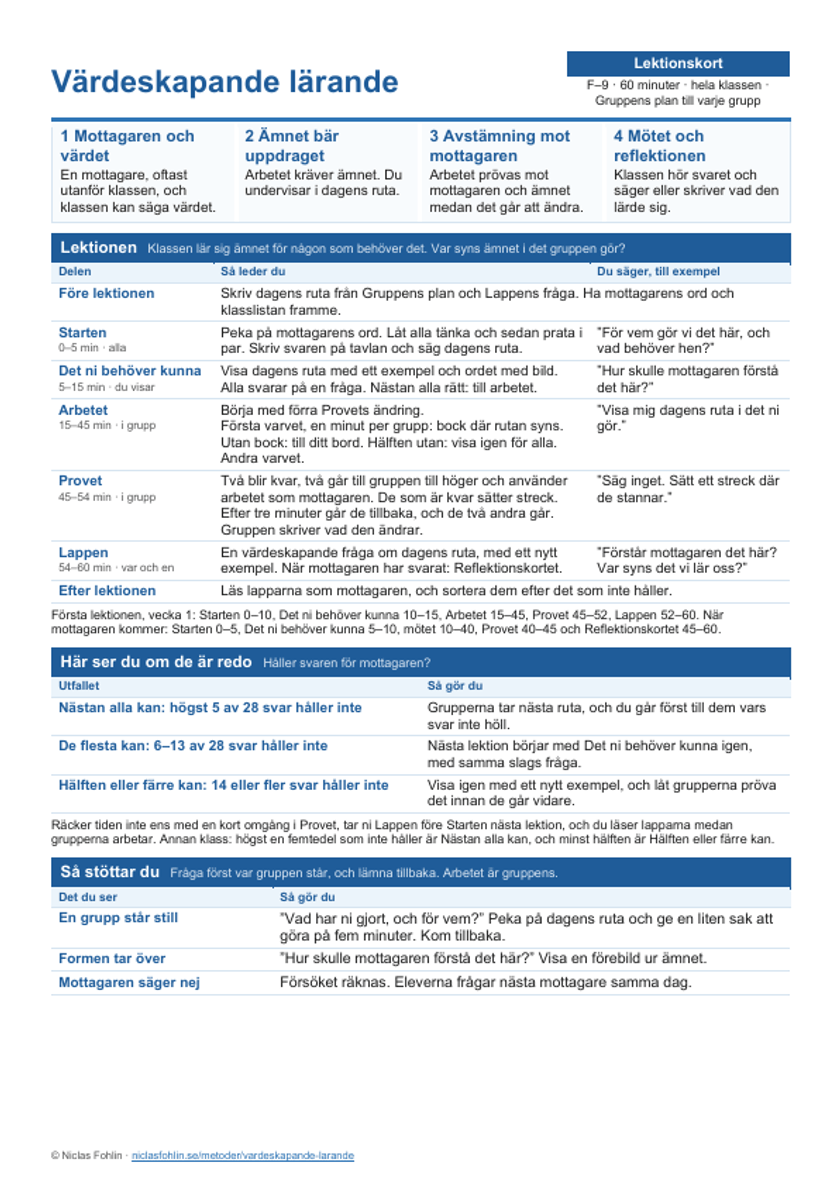 Värdeskapande lärande
Lektionskort
F–9 · 60 minuter · hela klassen ·
Gruppens plan till varje grupp
1 Mottagaren och
värdet
En mottagare, oftast
utanför klassen, och
klassen kan säga värdet.
2 Ämnet bär
uppdraget
Arbetet kräver ämnet. Du
undervisar i dagens ruta.
3 Avstämning mot
mottagaren
Arbetet prövas mot
mottagaren och ämnet
medan det går att ändra.
4 Mötet och
reflektionen
Klassen hör svaret och
säger eller skriver vad den
lärde sig.
Lektionen Klassen lär sig ämnet för någon som behöver det. Var syns ämnet i det gruppen gör?
Delen Så leder du Du säger, till exempel
Före lektionen
Skriv dagens ruta från Gruppens plan och Lappens fråga. Ha mottagarens ord och
klasslistan framme.
Starten
0–5 min · alla
Peka på mottagarens ord. Låt alla tänka och sedan prata i
par. Skriv svaren på tavlan och säg dagens ruta.
”För vem gör vi det här, och
vad behöver hen?”
Det ni behöver kunna
5–15 min · du visar
Visa dagens ruta med ett exempel och ordet med bild.
Alla svarar på en fråga. Nästan alla rätt: till arbetet.
”Hur skulle mottagaren förstå
det här?”
Arbetet
15–45 min · i grupp
Börja med förra Provets ändring.
Första varvet, en minut per grupp: bock där rutan syns.
Utan bock: till ditt bord. Hälften utan: visa igen för alla.
Andra varvet.
”Visa mig dagens ruta i det ni
gör.”
Provet
45–54 min · i grupp
Två blir kvar, två går till gruppen till höger och använder
arbetet som mottagaren. De som är kvar sätter streck.
Efter tre minuter går de tillbaka, och de två andra går.
Gruppen skriver vad den ändrar.
”Säg inget. Sätt ett streck där
de stannar.”
Lappen
54–60 min · var och en
En värdeskapande fråga om dagens ruta, med ett nytt
exempel. När mottagaren har svarat: Reflektionskortet.
”Förstår mottagaren det här?
Var syns det vi lär oss?”
Efter lektionen
Läs lapparna som mottagaren, och sortera dem efter det som inte håller.
Första lektionen, vecka 1: Starten 0–10, Det ni behöver kunna 10–15, Arbetet 15–45, Provet 45–52, Lappen 52–60. När
mottagaren kommer: Starten 0–5, Det ni behöver kunna 5–10, mötet 10–40, Provet 40–45 och Reflektionskortet 45–60.
Här ser du om de är redo Håller svaren för mottagaren?
Utfallet Så gör du
Nästan alla kan: högst 5 av 28 svar håller inte
Grupperna tar nästa ruta, och du går först till dem vars
svar inte höll.
De flesta kan: 6–13 av 28 svar håller inte
Nästa lektion börjar med Det ni behöver kunna igen,
med samma slags fråga.
Hälften eller färre kan: 14 eller fler svar håller inte
Visa igen med ett nytt exempel, och låt grupperna pröva
det innan de går vidare.
Räcker tiden inte ens med en kort omgång i Provet, tar ni Lappen före Starten nästa lektion, och du läser lapparna medan
grupperna arbetar. Annan klass: högst en femtedel som inte håller är Nästan alla kan, och minst hälften är Hälften eller färre kan.
Så stöttar du Fråga först var gruppen står, och lämna tillbaka. Arbetet är gruppens.
Det du ser Så gör du
En grupp står still
”Vad har ni gjort, och för vem?” Peka på dagens ruta och ge en liten sak att
göra på fem minuter. Kom tillbaka.
Formen tar över
”Hur skulle mottagaren förstå det här?” Visa en förebild ur ämnet.
Mottagaren säger nej
Försöket räknas. Eleverna frågar nästa mottagare samma dag.
© Niclas Fohlin · niclasfohlin.se/metoder/vardeskapande-larande